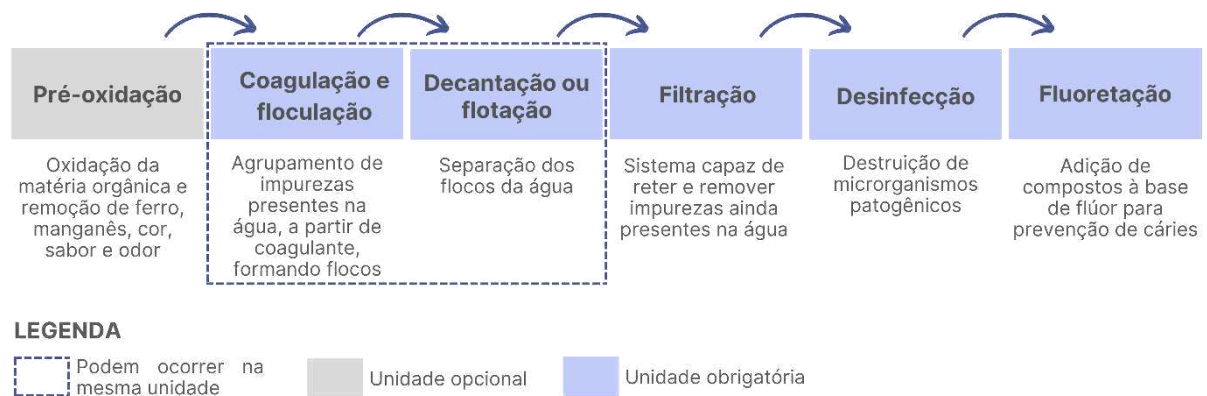 Pré-oxidação
Oxidação da
matéria orgânica e
remoção de ferro,
manganês, cor,
sabor e odor
Coagulação e
floculação
Agrupamento de
impurezas
presentes na
água, a partir de
coagulante,
formando flocos
Decantação ou
flotação
Separação dos
flocos da água
Filtração
Sistema capaz de
reter e remover
impurezas ainda
presentes na água
Desinfecção
Destruição de
microrganismos
patogênicos
Fluoretação
Adição de
compostos à base
de flúor para
prevenção de cáries
LEGENDA
Podem ocorrer na
mesma unidade
Unidade opcional
Unidade obrigatória